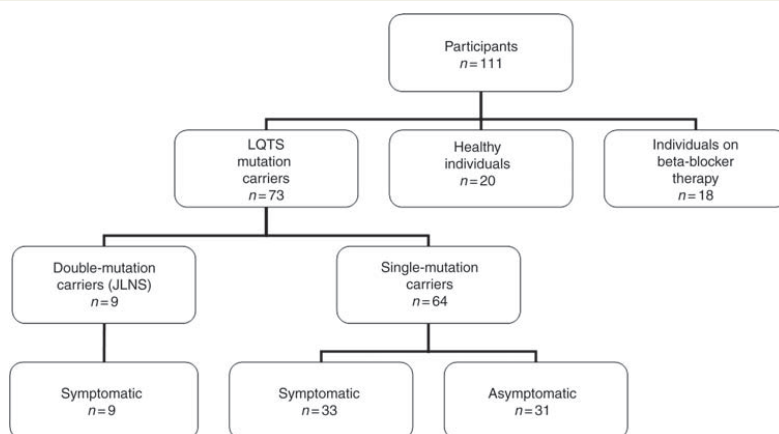 Participants
n=111
LQTS
mutation
carriers
n=73
Healthy
individuals
n=20
Individuals on
beta-blocker
therapy
n=18
Double-mutation
carriers (JLNS)
n=9
Single-mutation
carriers
n=64
Symptomatic
n=9
Symptomatic
n=33
Asymptomatic
n=31